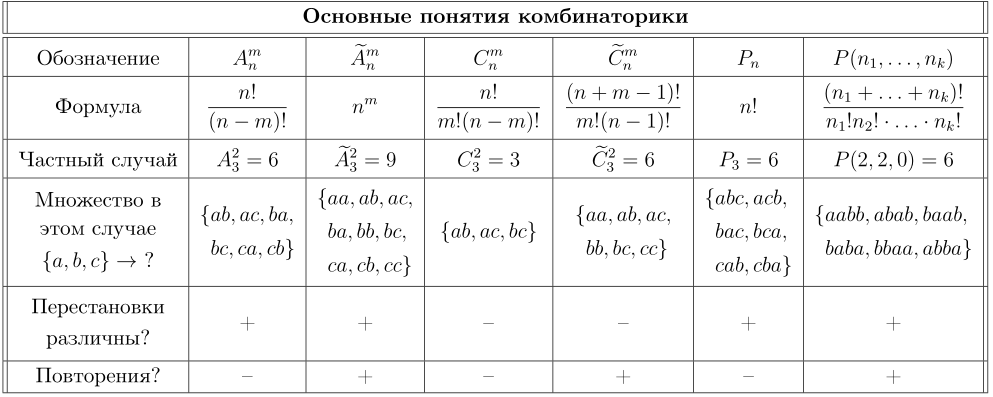 Основные понятия комбинаторики
Обозначение $A_n^m$ $\widetilde{A}_n^m$ $C_n^m$ $\widetilde{C}_n^m$ $P_n$ $P(n_1, \ldots, n_k)$
Формула $\frac{n!}{(n-m)!}$ $n^m$ $\frac{n!}{m!(n-m)!}$ $\frac{(n+m-1)!}{m!(n-1)!}$ $n!$ $\frac{(n_1+\ldots+n_k)!}{n_1!n_2!\cdot\ldots\cdot n_k!}$
Частный случай $A_3^2 = 6$ $\widetilde{A}_3^2 = 9$ $C_3^2 = 3$ $\widetilde{C}_3^2 = 6$ $P_3 = 6$ $P(2, 2, 0) = 6$
Множество в
этом случае
{a, b, c} → ?
{ab, ac, ba,
bc, ca, cb}
{aa, ab, ac,
ba, bb, bc,
ca, cb, cc}
{ab, ac, bc}
{aa, ab, ac,
bb, bc, cc}
{abc, acb,
bac, bca,
cab, cba}
{aabb, abab, baab,
baba, bbaa, abba}
Перестановки
различны?
+ + – – + +
Повторения? – + – + – +